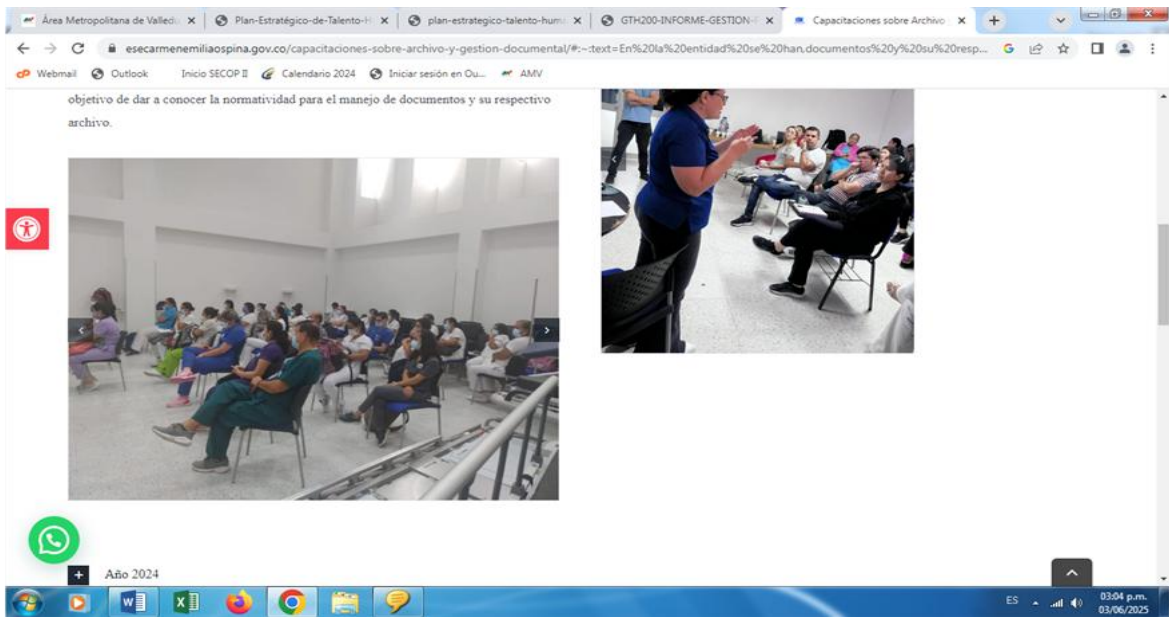 Área Metropolitana de Valledu
Plan-Estratégico-de-Talento-H
plan-estrategico-talento-huma
GTH200-INFORME-GESTION-
Capacitaciones sobre Archivo
esecarmenemiliaospina.gov.co/capacitaciones-sobre-archivo-y-gestion-documental/#:~:text=En%20la%20entidad%20se%20han,documentos%20y%20su%20resp...
Webmail Outlook Inicio SECOP II Calendario 2024 Iniciar sesión en Ou... AMV
objetivo de dar a conocer la normatividad para el manejo de documentos y su respectivo
archivo.
Año 2024
ES
03:04 p.m.
03/06/2025